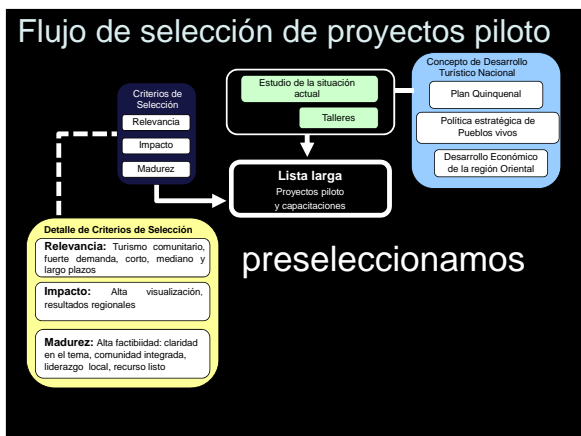 Flujo de selección de proyectos piloto
Criterios de
Selección
Relevancia
Impacto
Madurez
Estudio de la situación
actual
Talleres
Concepto de Desarrollo
Turístico Nacional
Plan Quinquenal
Política estratégica de
Pueblos vivos
Desarrollo Económico
de la región Oriental
Lista larga
Proyectos piloto
y capacitaciones
Detalle de Criterios de Selección
Relevancia: Turismo comunitario,
fuerte demanda, corto, mediano y
largo plazos
Impacto: Alta visualización,
resultados regionales
Madurez: Alta factibiidad: claridad
en el tema, comunidad integrada,
liderazgo local, recurso listo
preseleccionamos